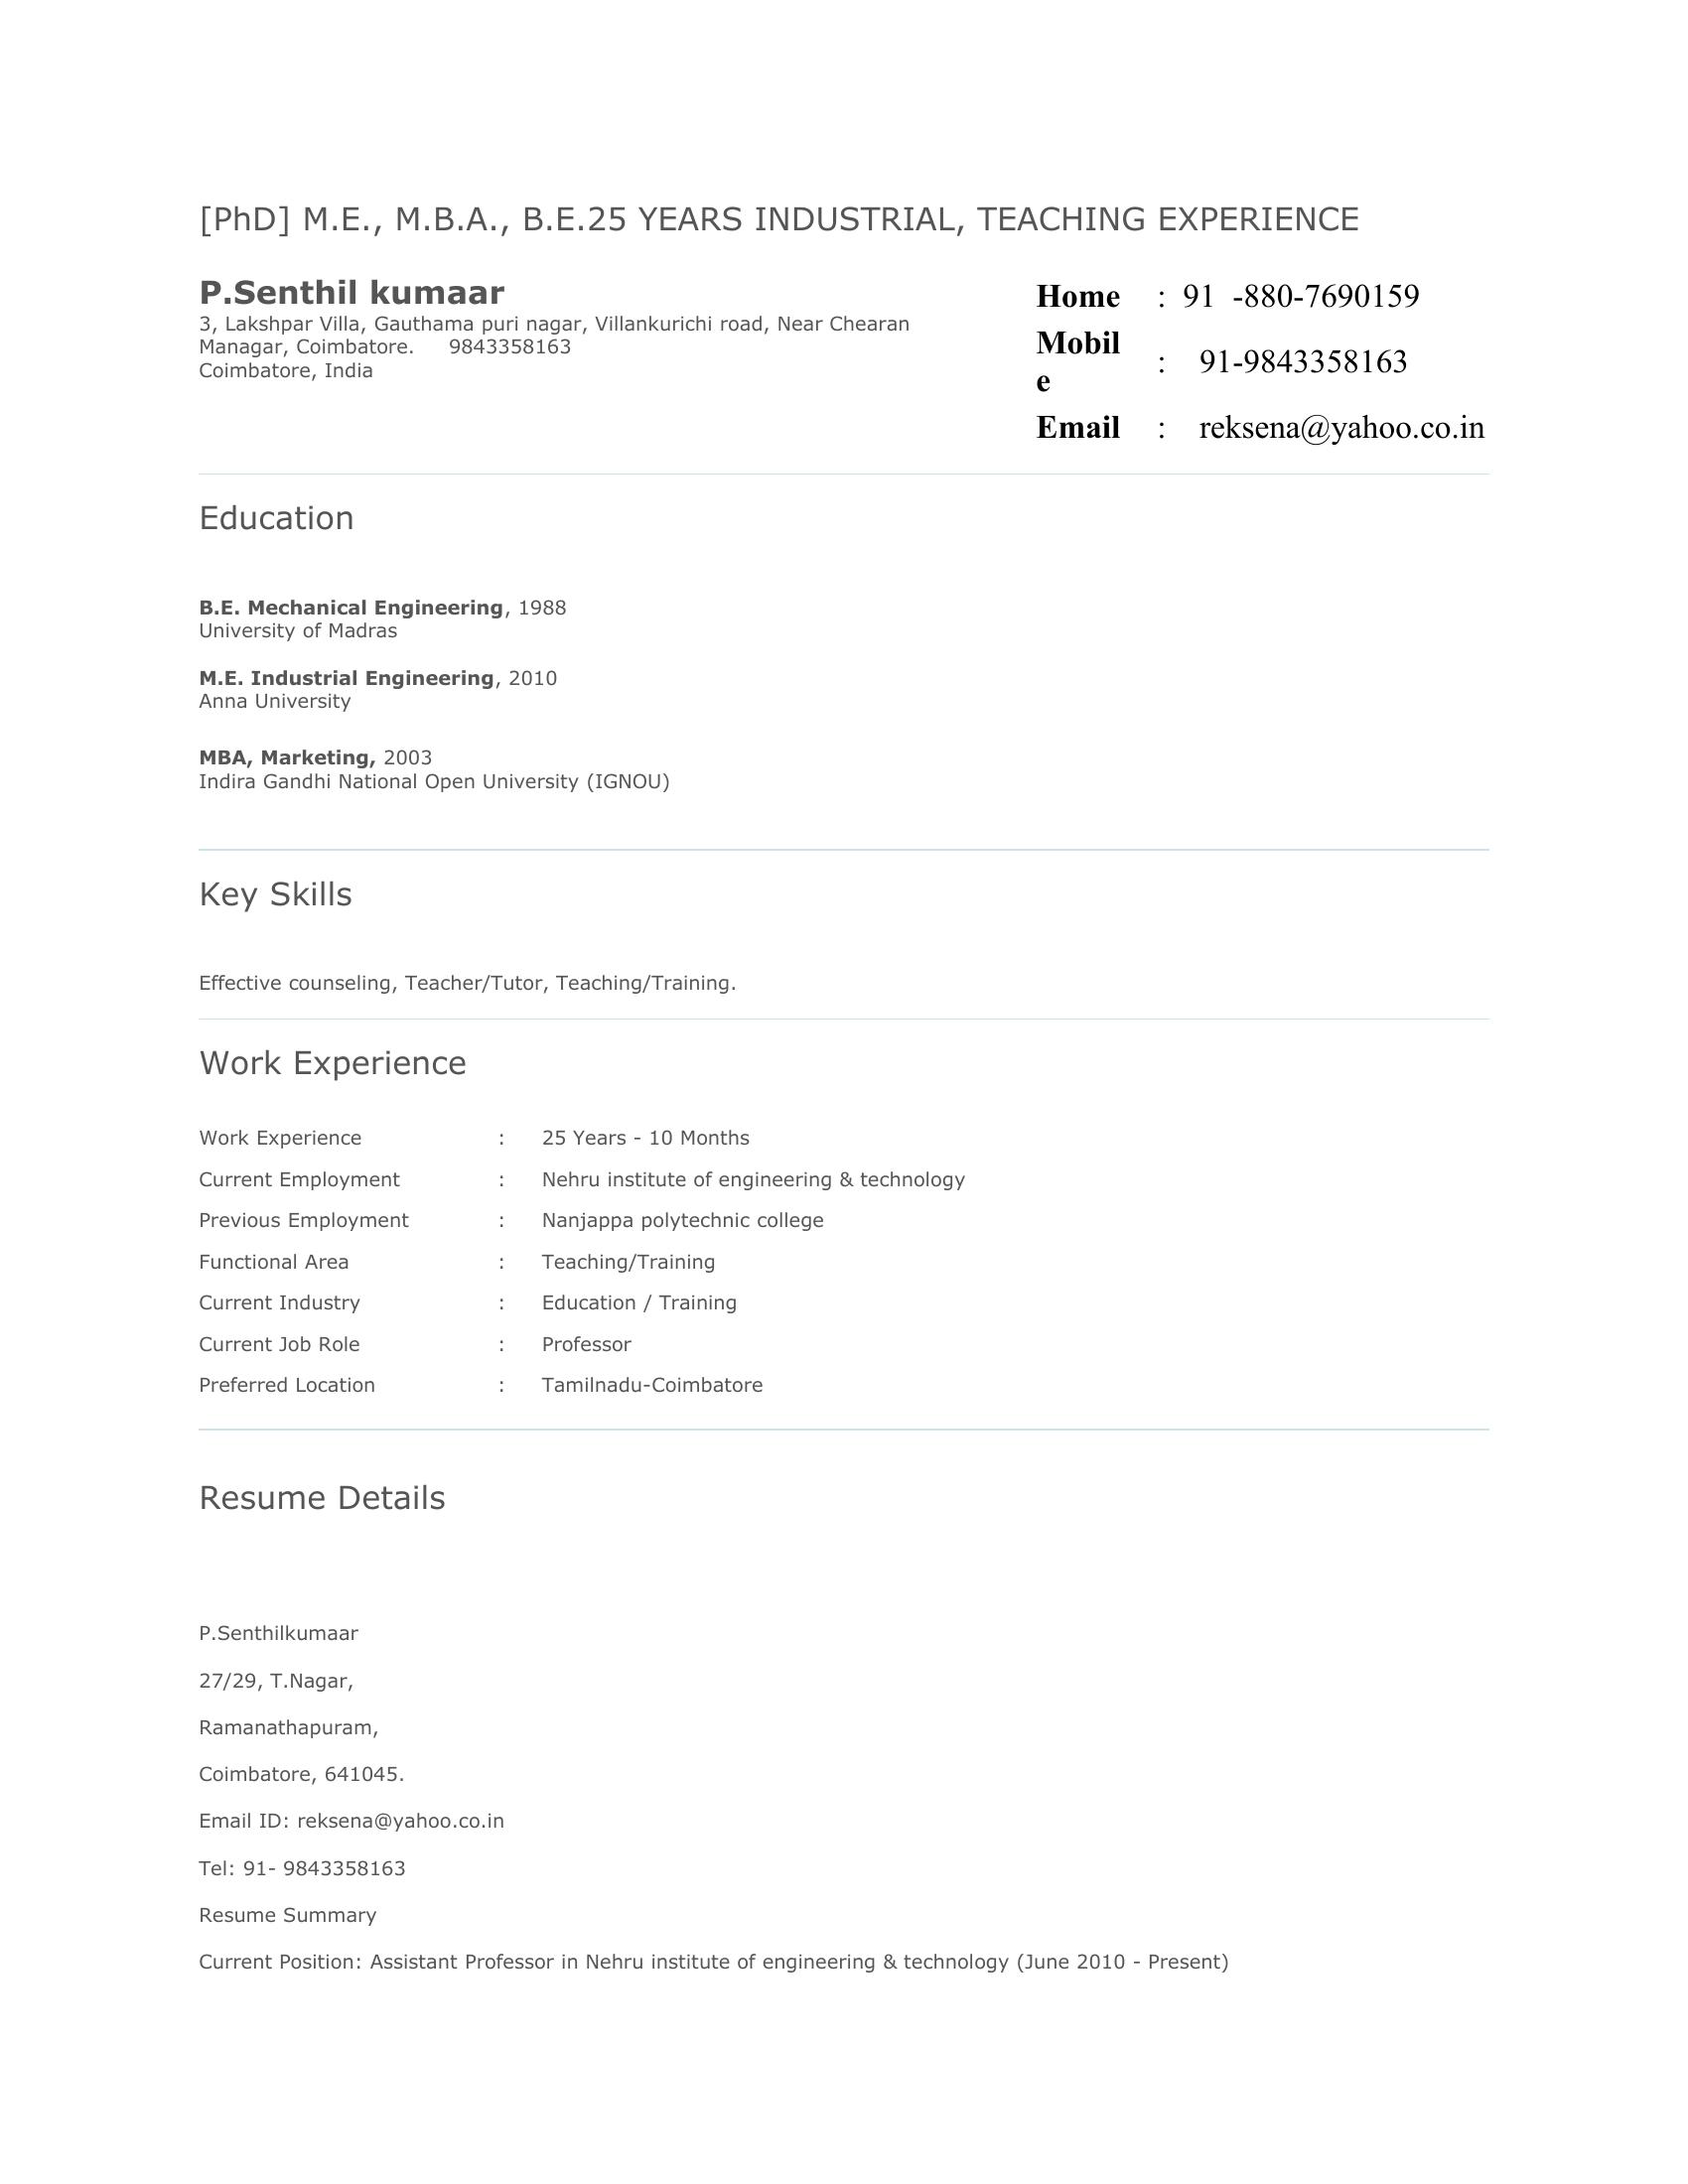 [PhD] M.E., M.B.A., B.E.25 YEARS INDUSTRIAL, TEACHING EXPERIENCE
P.Senthil kumaar
3, Lakshpar Villa, Gauthama puri nagar, Villankurichi road, Near Chearan
Managar, Coimbatore. 9843358163
Coimbatore, India
Home : 91 -880-7690159
Mobil
e : 91-9843358163
Email : reksena@yahoo.co.in
Education
B.E. Mechanical Engineering, 1988
University of Madras
M.E. Industrial Engineering, 2010
Anna University
MBA, Marketing, 2003
Indira Gandhi National Open University (IGNOU)
Key Skills
Effective counseling, Teacher/Tutor, Teaching/Training.
Work Experience
Work Experience : 25 Years - 10 Months
Current Employment : Nehru institute of engineering & technology
Previous Employment : Nanjappa polytechnic college
Functional Area : Teaching/Training
Current Industry : Education / Training
Current Job Role : Professor
Preferred Location : Tamilnadu-Coimbatore
Resume Details
P.Senthilkumaar
27/29, T.Nagar,
Ramanathapuram,
Coimbatore, 641045.
Email ID: reksena@yahoo.co.in
Tel: 91- 9843358163
Resume Summary
Current Position: Assistant Professor in Nehru institute of engineering & technology (June 2010 - Present)